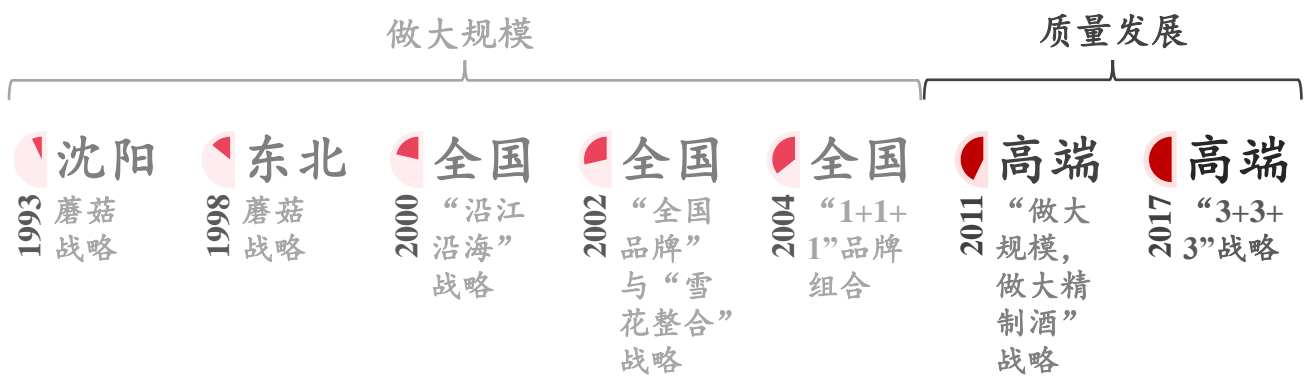 做大规模
质量发展
1993
沈阳
蘑菇
战略
1998
东北
蘑菇
战略
2000
全国
“沿江
沿海”
战略
2002
全国
“全国
品牌”
与“雪
花整合”
战略
2004
全国
“1+1+
1”品牌
组合
2011
高端
“做大
规模，
做大精
制酒”
战略
2017
高端
“3+3+
3”战略